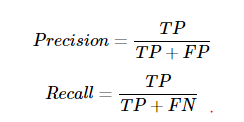 Precision = TP / TP + FP
Recall = TP / TP + FN .